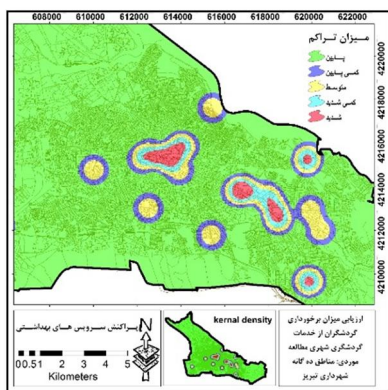 608000 610000 612000 614000 616000 618000 620000 622000
میزان تراکم
پایین
کمی پایین
متوسط
کمی شدید
شدید
4220000
4218000
4216000
4214000
4212000
4210000
پراکنش سرویس های بهداشتی
N
00.51 2 3 4 5
Kilometers
kernal density
ارزیابی میزان برخورداری
گردشگران از خدمات
گردشگری شهری مطالعه
موردی: مناطق ده گانه
شهرداری تبریز